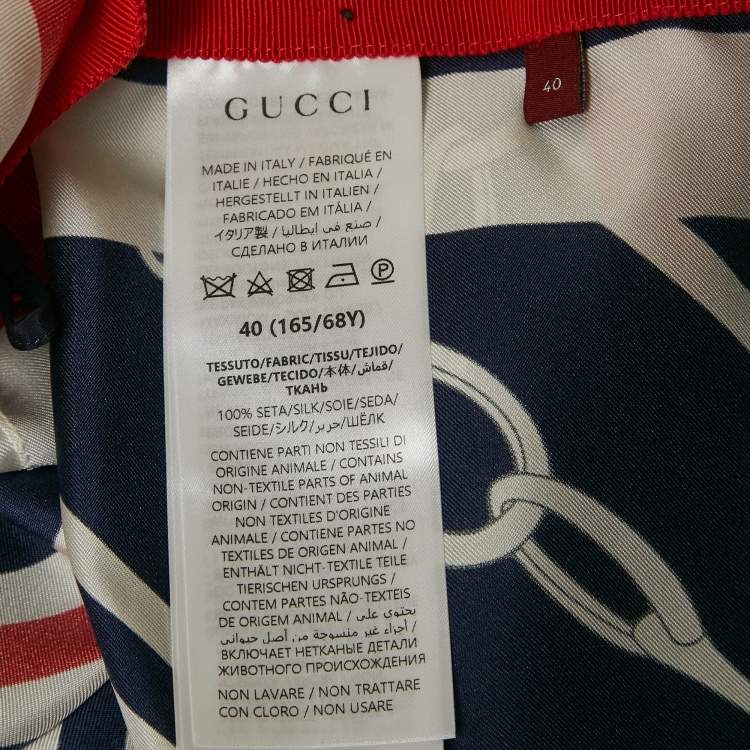 GUCCI
40
MADE IN ITALY / FABRIQUÉ EN
ITALIE / HECHO EN ITALIA /
HERGESTELLT IN ITALIEN /
FABRICADO EM ITÁLIA /
イタリア製 / صنع في ايطاليا /
СДЕЛАНО В ИТАЛИИ
40 (165/68Y)
TESSUTO/FABRIC/TISSU/TEJIDO/
GEWEBE/TECIDO/本体/قماش/
ТКАНЬ
100% SETA/SILK/SOIE/SEDA/
SEIDE/シルク/حرير/ШЁЛК
CONTIENE PARTI NON TESSILI DI
ORIGINE ANIMALE / CONTAINS
NON-TEXTILE PARTS OF ANIMAL
ORIGIN / CONTIENT DES PARTIES
NON TEXTILES D'ORIGINE
ANIMALE / CONTIENE PARTES NO
TEXTILES DE ORIGEN ANIMAL /
ENTHÄLT NICHT-TEXTILE TEILE
TIERISCHEN URSPRUNGS /
CONTEM PARTES NÃO-TEXTEIS
DE ORIGEM ANIMAL / يحتوي على
أجزاء غير منسوجة من أصل حيواني /
ВКЛЮЧАЕТ НЕТКАНЫЕ ДЕТАЛИ
ЖИВОТНОГО ПРОИСХОЖДЕНИЯ
NON LAVARE / NON TRATTARE
CON CLORO / NON USARE